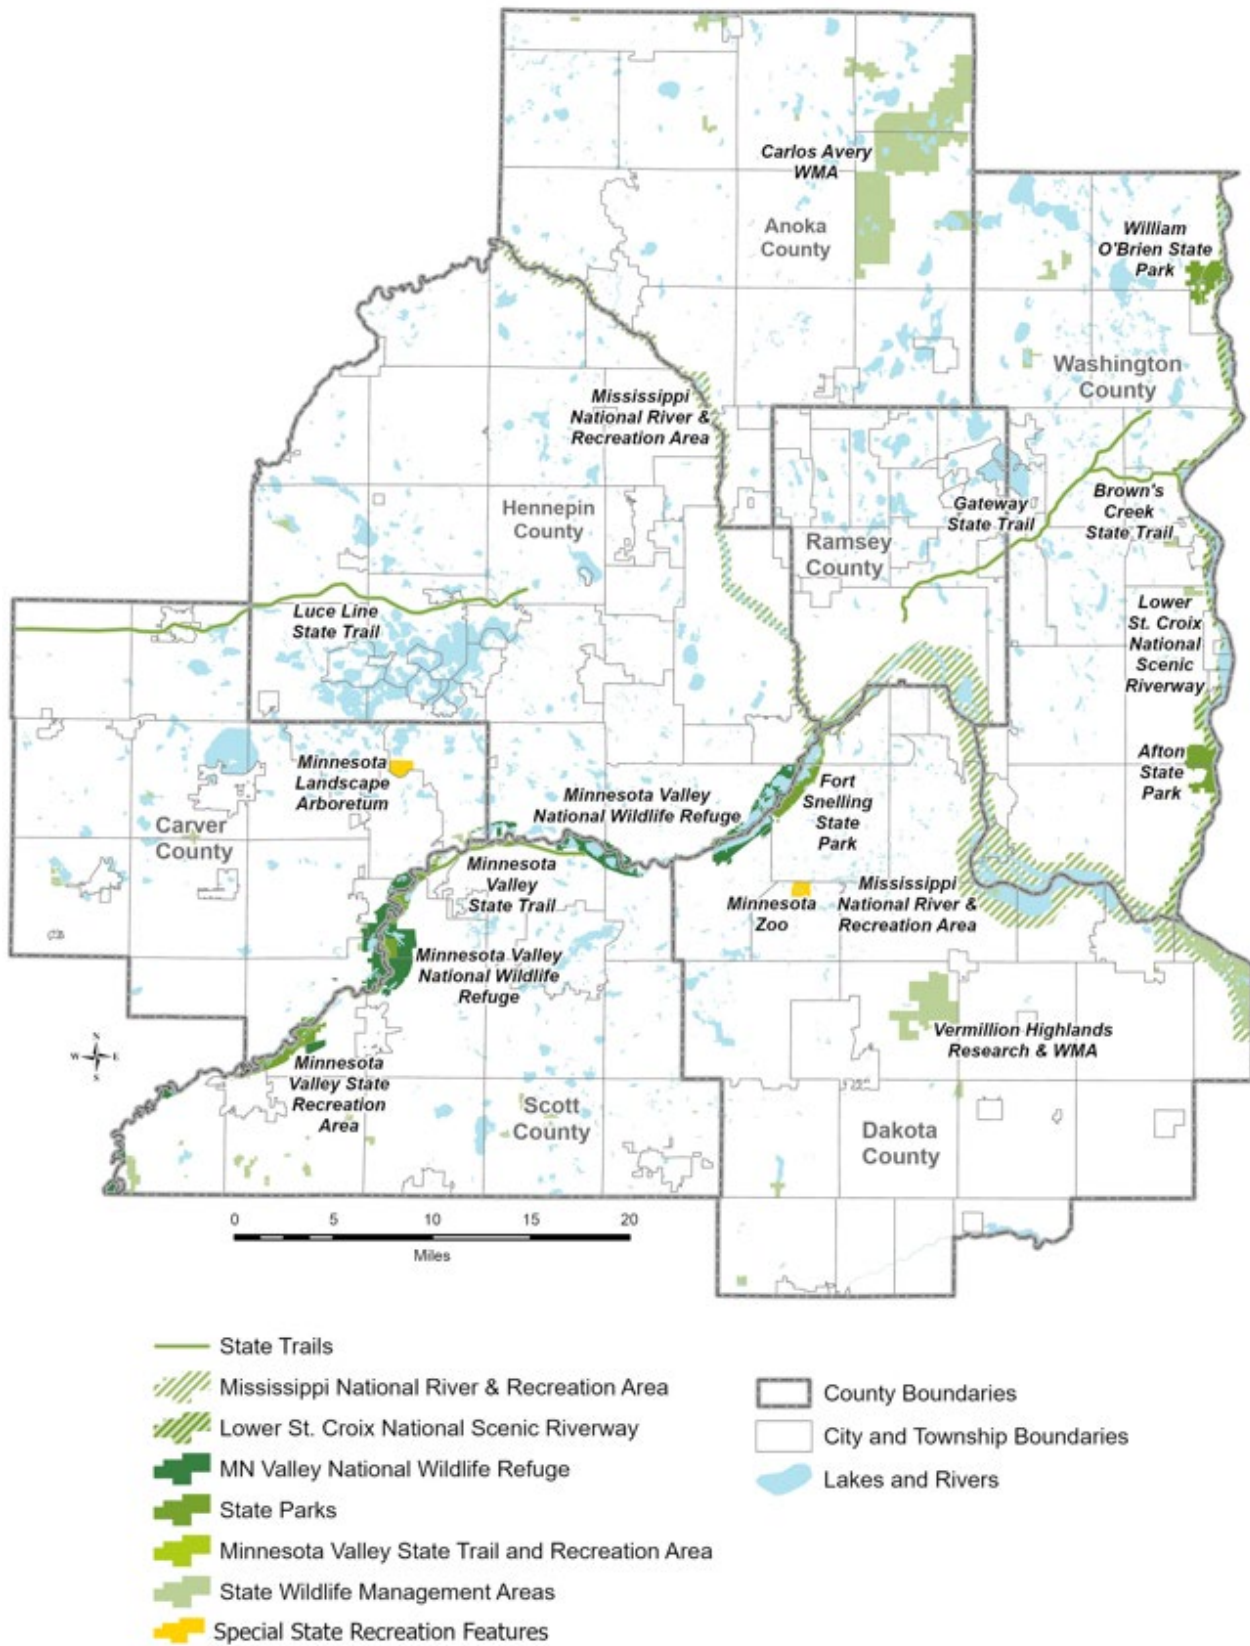 Carlos Avery
WMA
Anoka
County
William
O'Brien State
Park
Washington
County
Mississippi
National River &
Recreation Area
Hennepin
County
Gateway
State Trail
Brown's
Creek
State Trail
Ramsey
County
Luce Line
State Trail
Lower
St. Croix
National
Scenic
Riverway
Minnesota
Landscape
Arboretum
Afton
State
Park
Minnesota Valley
National Wildlife Refuge
Fort
Snelling
State
Park
Carver
County
Minnesota
Valley
State Trail
Minnesota
Zoo
Mississippi
National River &
Recreation Area
Minnesota Valley
National Wildlife
Refuge
N
W E
S
Vermillion Highlands
Research & WMA
Minnesota
Valley State
Recreation
Area
Scott
County
Dakota
County
0 5 10 15 20
Miles
State Trails
Mississippi National River & Recreation Area
Lower St. Croix National Scenic Riverway
MN Valley National Wildlife Refuge
State Parks
Minnesota Valley State Trail and Recreation Area
State Wildlife Management Areas
Special State Recreation Features
County Boundaries
City and Township Boundaries
Lakes and Rivers